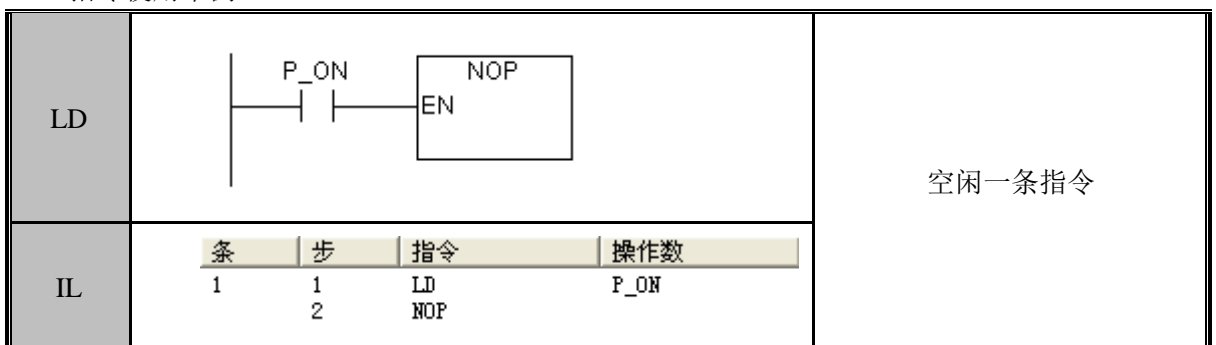 LD
P_ON
NOP
EN
空闲一条指令
IL
条 步 指令 操作数
1 1 LD P_ON
2 NOP